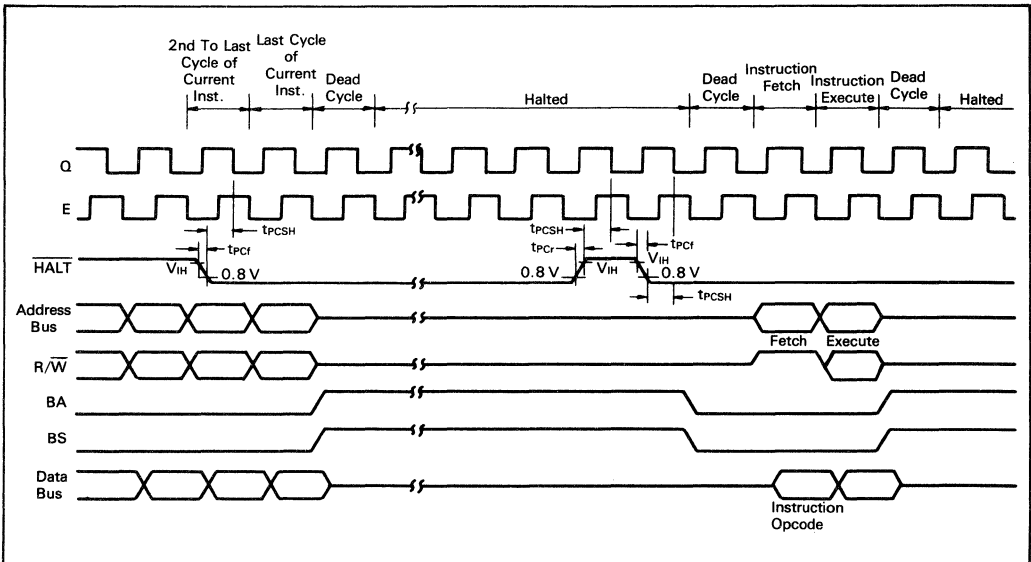 2nd To Last
Cycle of
Current
Inst.
Last Cycle
of
Current
Inst.
Dead
Cycle
Halted
Dead
Cycle
Instruction
Fetch
Instruction
Execute
Dead
Cycle
Halted
Q
E
tPCSH
tPCSH
tPCf
tPCr
tPCf
HALT
VIH
0.8 V
0.8 V
VIH
VIH
0.8 V
tPCSH
Address
Bus
Fetch
Execute
R/W
BA
BS
Data
Bus
Instruction
Opcode